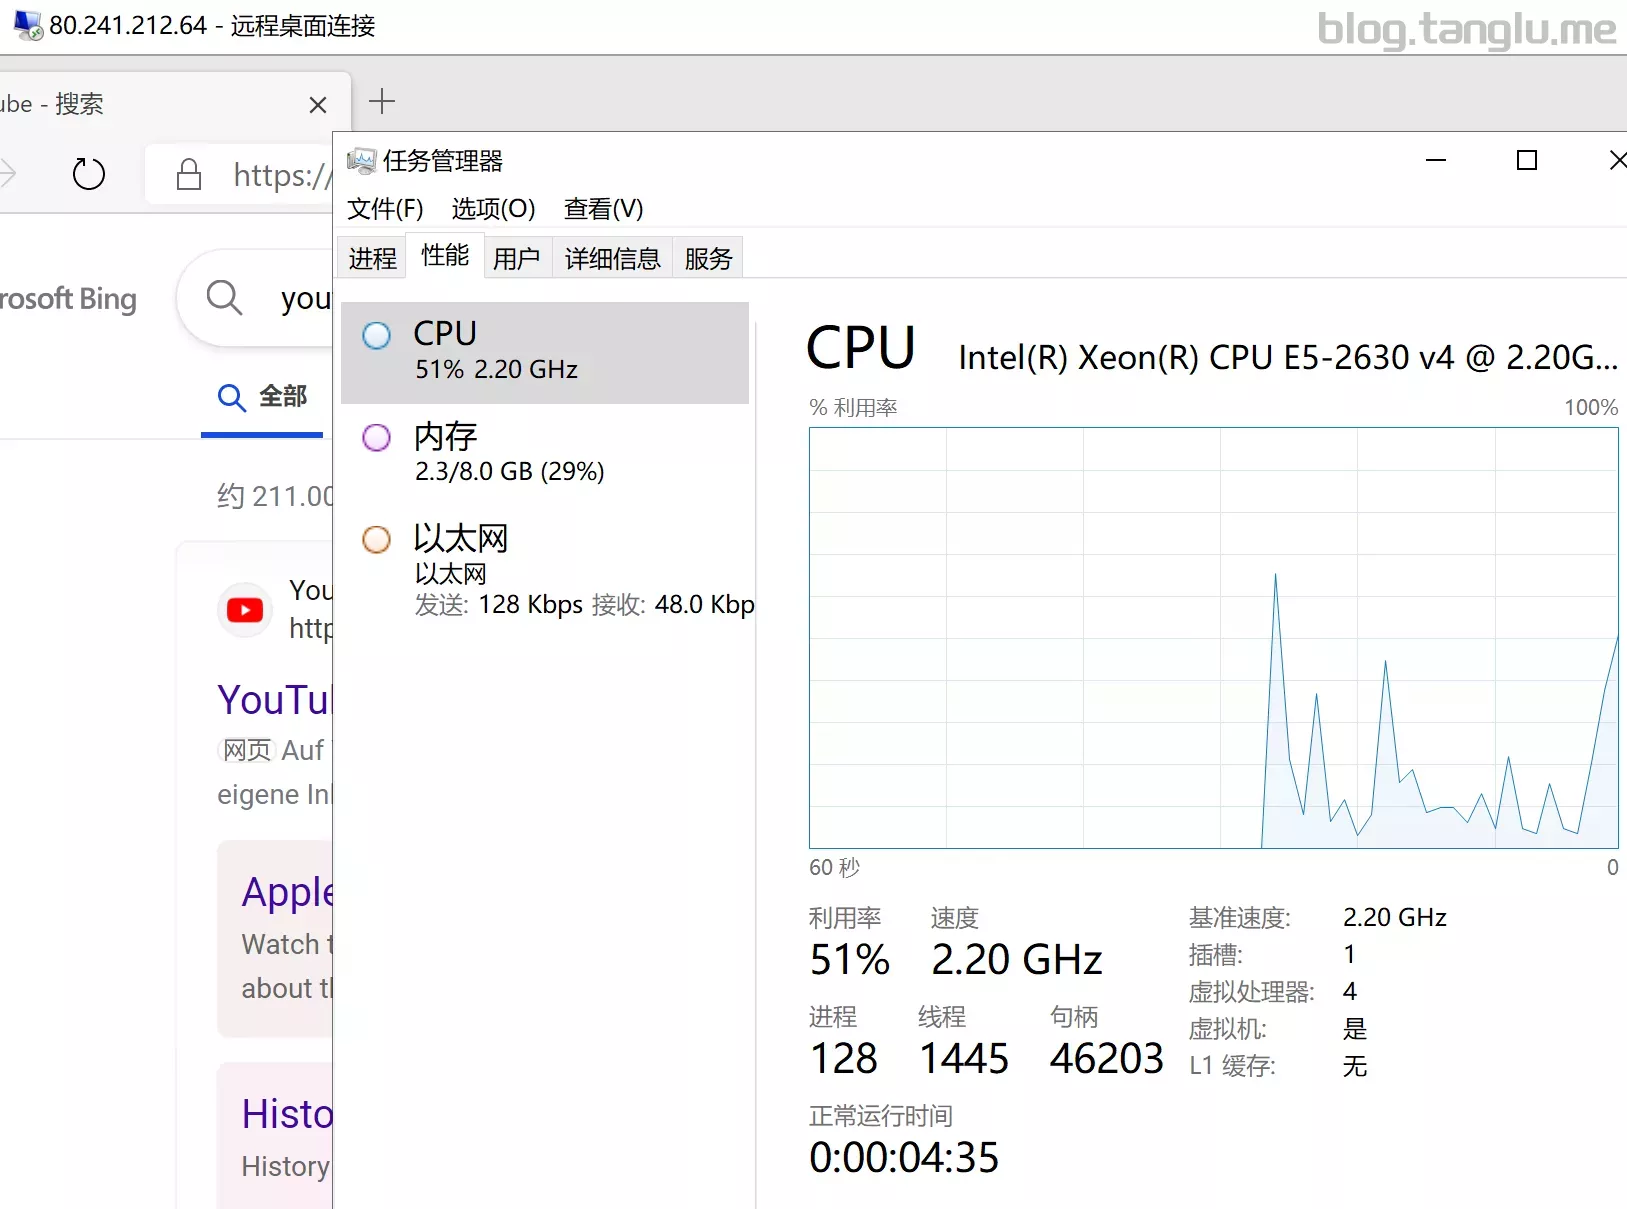 80.241.212.64 - 远程桌面连接
blog.tanglu.me
ube - 搜索
https://
任务管理器
文件(F) 选项(O) 查看(V)
进程 性能 用户 详细信息 服务
rosoft Bing
you
全部
约 211.00
You
http
YouTu
网页 Auf
eigene In
Apple
Watch t
about th
Histo
History
CPU
51% 2.20 GHz
内存
2.3/8.0 GB (29%)
以太网
以太网
发送: 128 Kbps 接收: 48.0 Kbp
CPU Intel(R) Xeon(R) CPU E5-2630 v4 @ 2.20G...
% 利用率 100%
60 秒 0
利用率 速度
51% 2.20 GHz
进程 线程 句柄
128 1445 46203
正常运行时间
0:00:04:35
基准速度: 2.20 GHz
插槽: 1
虚拟处理器: 4
虚拟机: 是
L1 缓存: 无